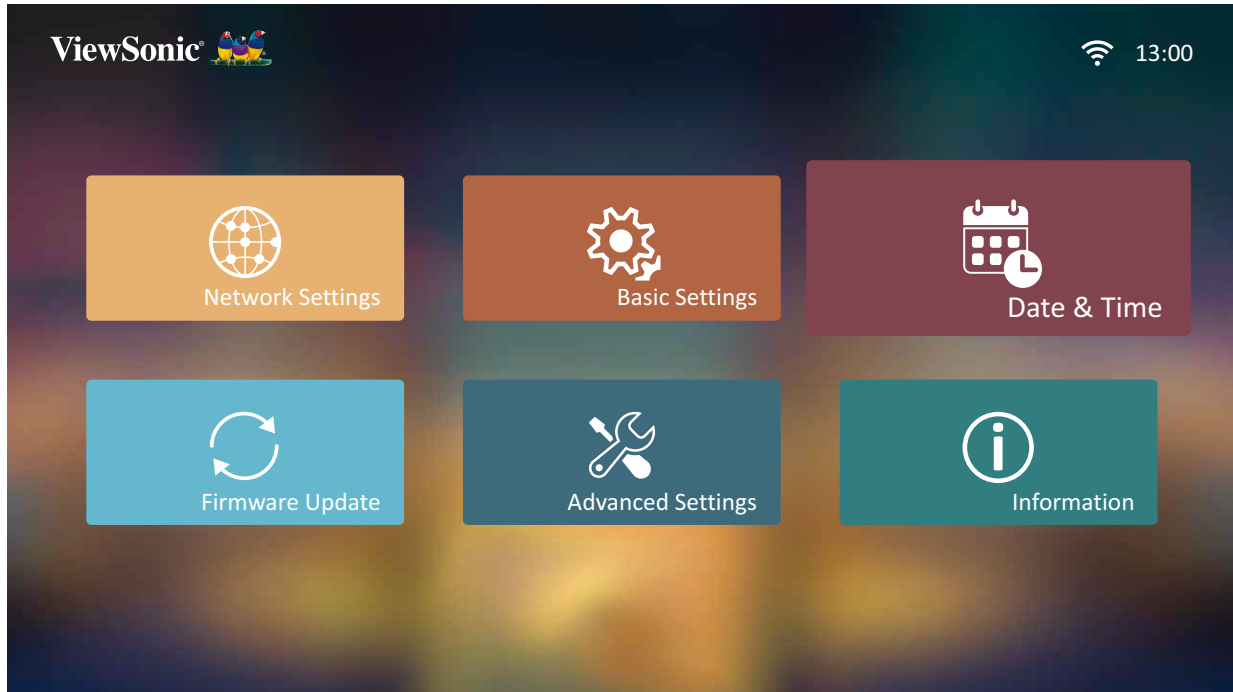 ViewSonic®
13:00
Network Settings
Basic Settings
Date & Time
Firmware Update
Advanced Settings
Information